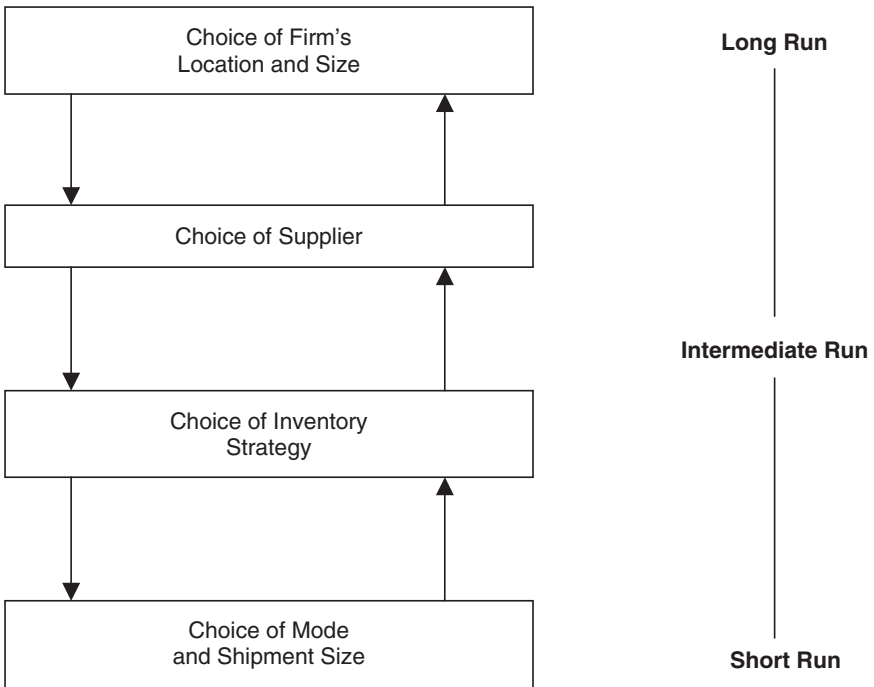 Choice of Firm's
Location and Size
Long Run
Choice of Supplier
Intermediate Run
Choice of Inventory
Strategy
Choice of Mode
and Shipment Size
Short Run